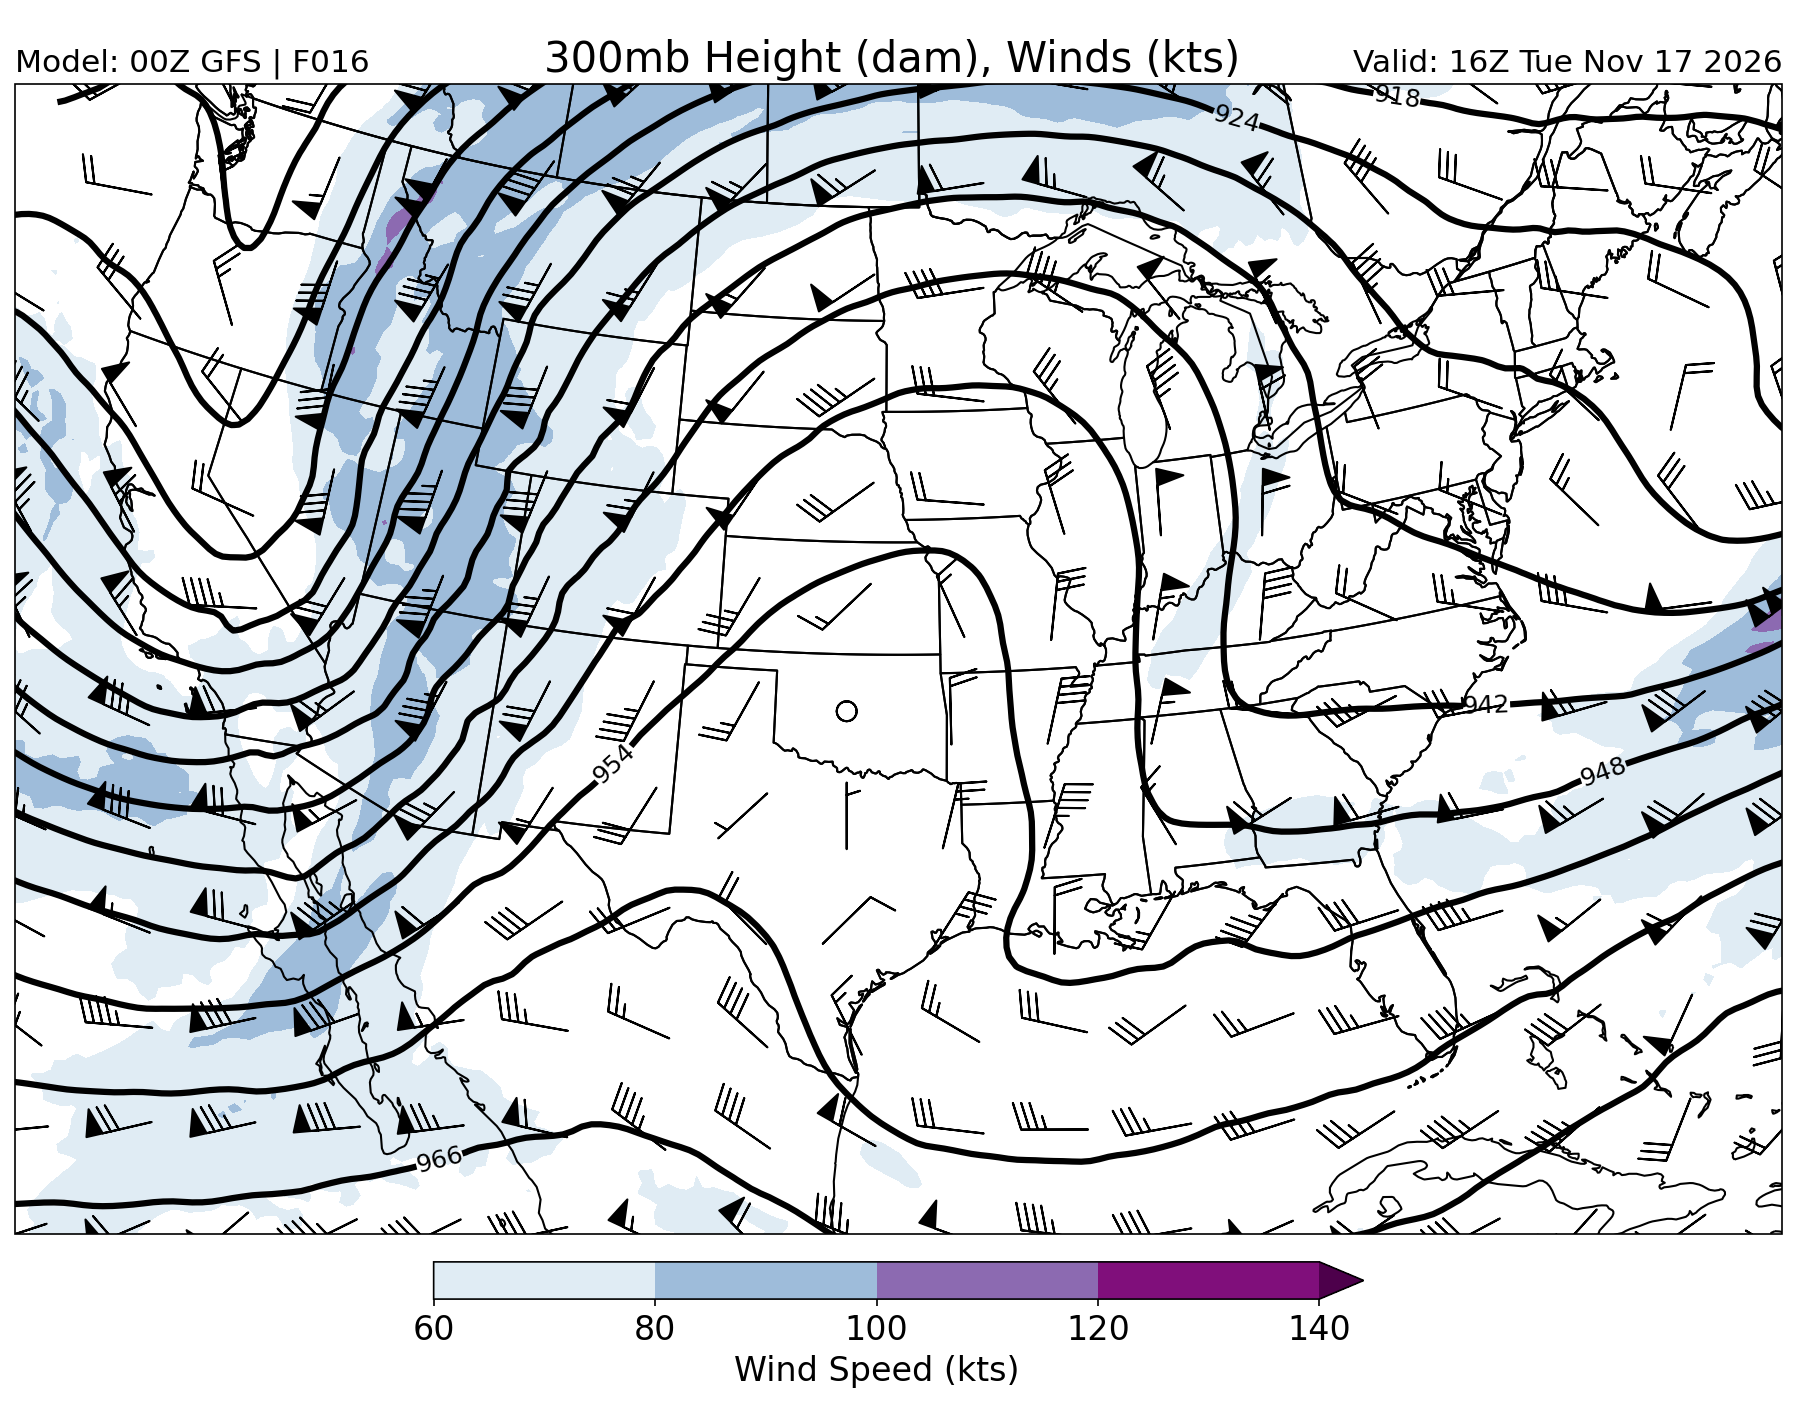 Model: 00Z GFS | F016
300mb Height (dam), Winds (kts)
Valid: 16Z Tue Nov 17 2026
918
924
942
948
954
966
60 80 100 120 140
Wind Speed (kts)